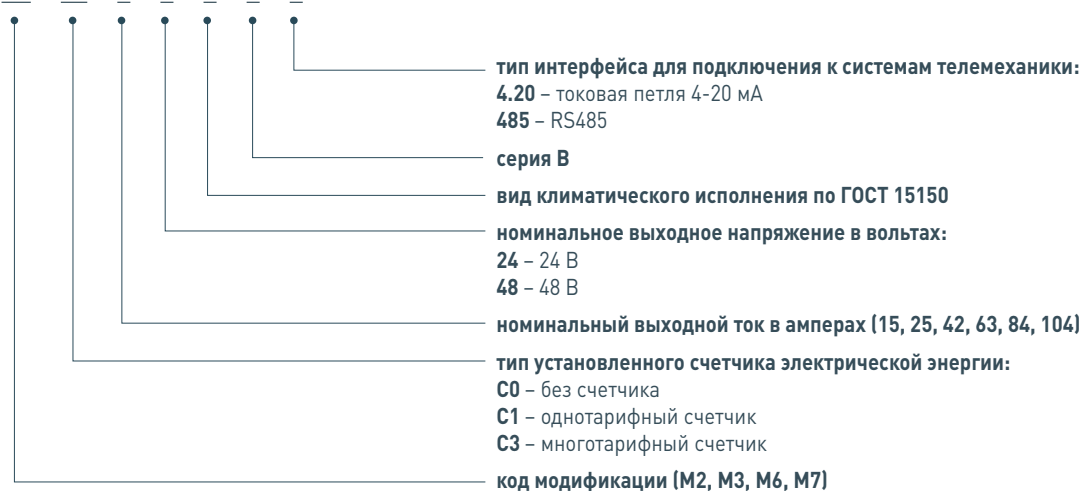 тип интерфейса для подключения к системам телемеханики:
4.20 – токовая петля 4-20 мА
485 – RS485
серия В
вид климатического исполнения по ГОСТ 15150
номинальное выходное напряжение в вольтах:
24 – 24 В
48 – 48 В
номинальный выходной ток в амперах (15, 25, 42, 63, 84, 104)
тип установленного счетчика электрической энергии:
С0 – без счетчика
С1 – однотарифный счетчик
С3 – многотарифный счетчик
код модификации (М2, М3, М6, М7)